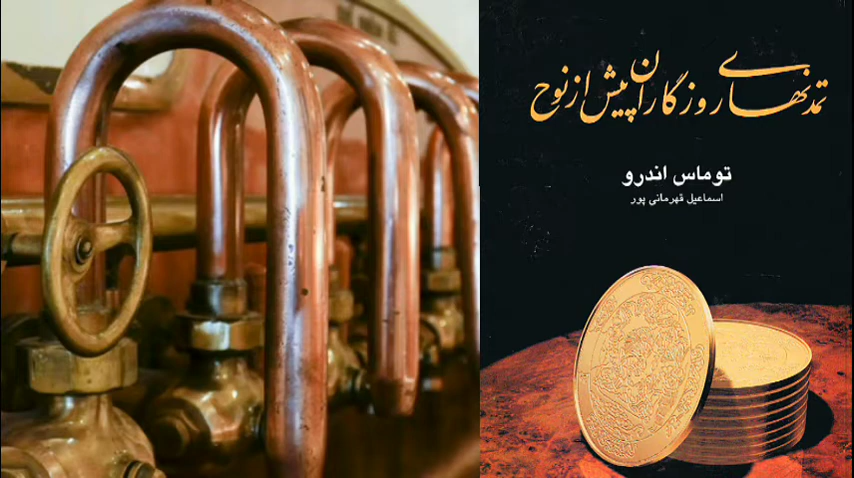 تمدنهای روزگاران پیش از نوح
توماس اندرو
اسماعیل قهرمانی پور